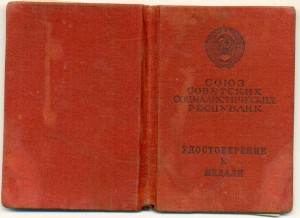 СОЮЗ
СОВЕТСКИХ
СОЦИАЛИСТИЧЕСКИХ
РЕСПУБЛИК
УДОСТОВЕРЕНИЕ
К
МЕДАЛИ